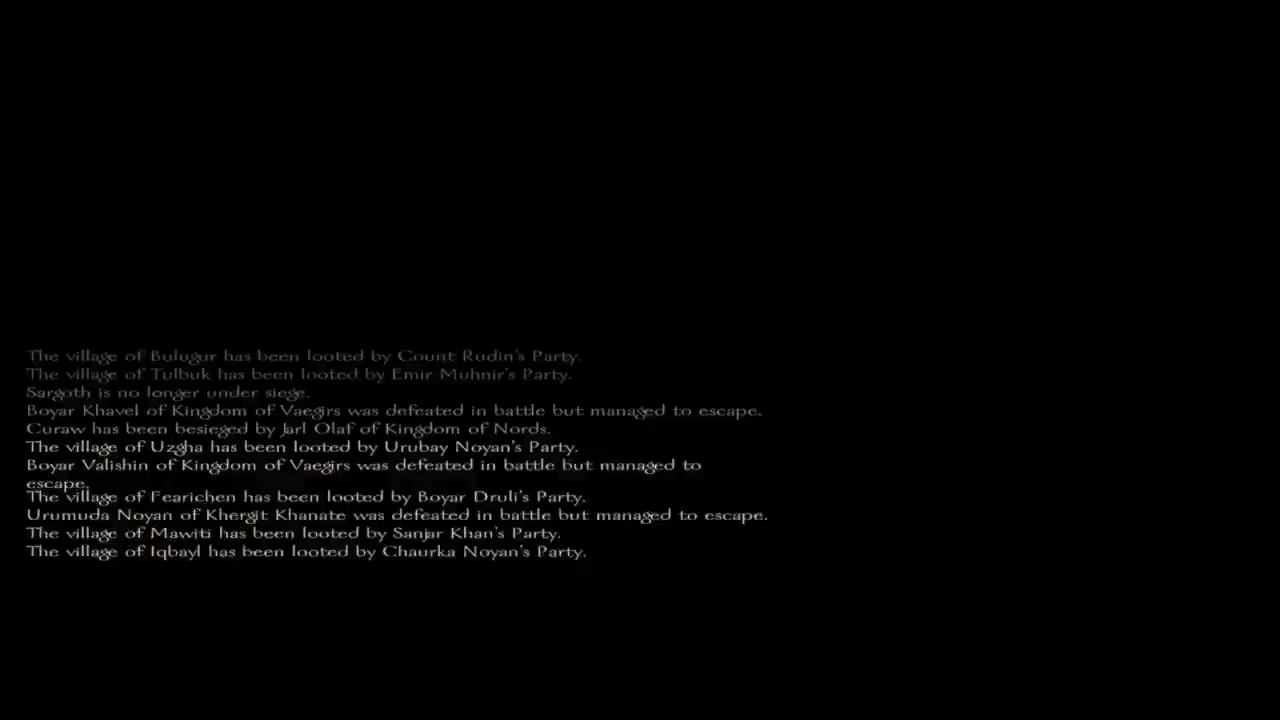 The village of Bulugur has been looted by Count Rudin's Party.
The village of Tulbuk has been looted by Emir Muhnir's Party.
Sargoth is no longer under siege.
Boyar Khavel of Kingdom of Vaegirs was defeated in battle but managed to escape.
Curaw has been besieged by Jarl Olaf of Kingdom of Nords.
The village of Uzgha has been looted by Urubay Noyan's Party.
Boyar Valishin of Kingdom of Vaegirs was defeated in battle but managed to
escape.
The village of Fearichen has been looted by Boyar Druli's Party.
Urumuda Noyan of Khergit Khanate was defeated in battle but managed to escape.
The village of Mawiti has been looted by Sanjar Khan's Party.
The village of Iqbayl has been looted by Chaurka Noyan's Party.